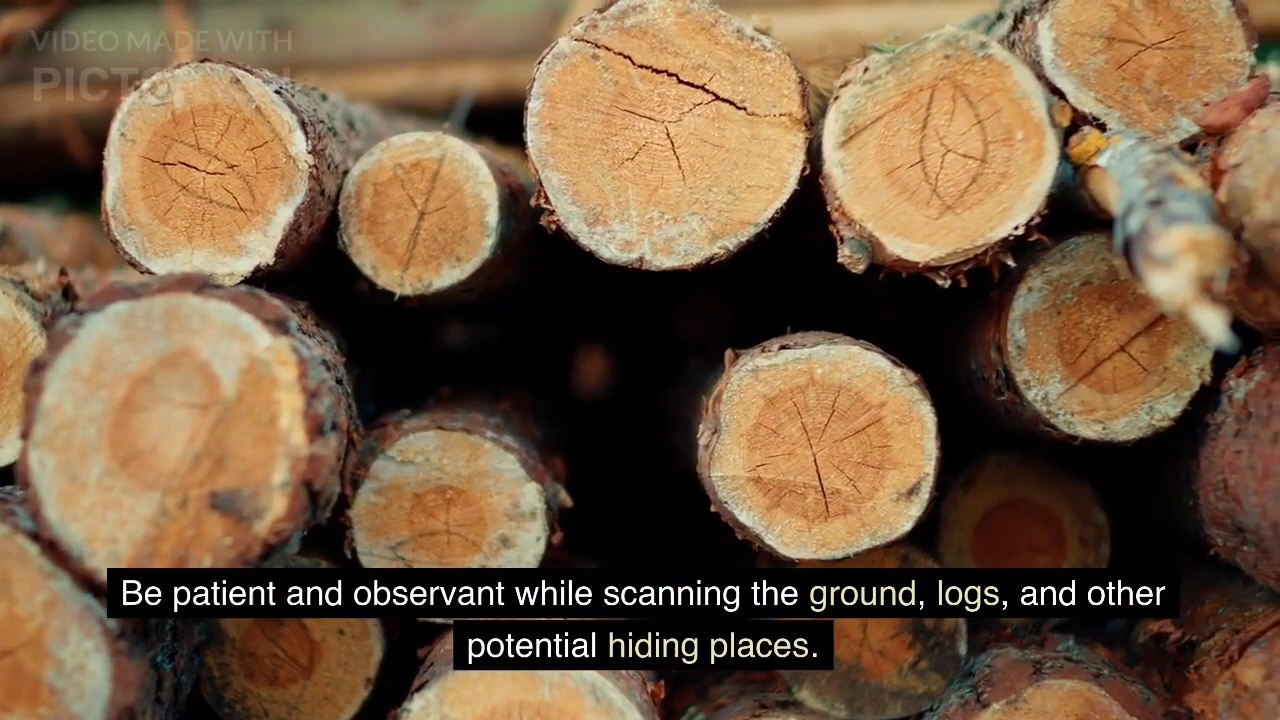 VIDEO MADE WITH
Be patient and observant while scanning the ground, logs, and other
potential hiding places.